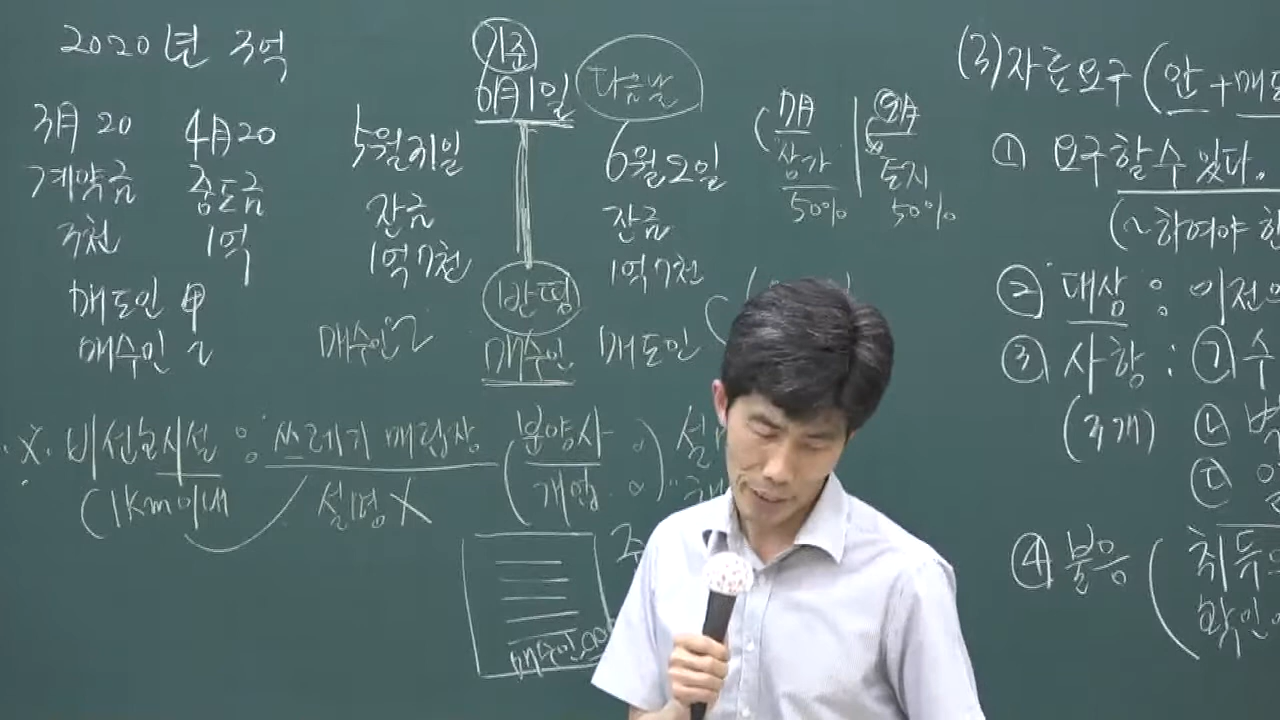 2020년 3억
3月 20
계약금
3천
4月 20
중도금
1억
매도인 甲
매수인 乙
5월31일
잔금
1억7천
매수인 乙
기준
6月1일
다음날
반띵
매수인
6월2일
잔금
1억7천
매도인
7月
상가
50%
9月
토지
50%
※ 비선호시설 : 쓰레기 매립장
(1km이내
설명 X
(분양사
개업
매수인
(3) 자료요구 (안+매도
① 요구할수 있다.
(~하여야 한
② 대상 : 이전
③ 사항 : ㉠ 수
(3개) ㉡
㉢
④ 불응 (취득
확인